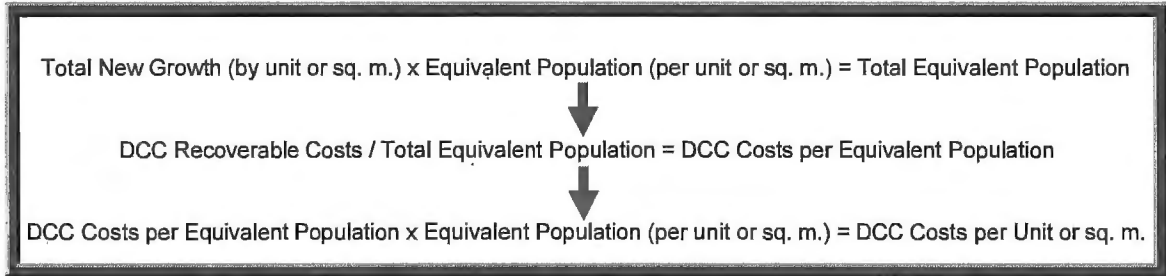 Total New Growth (by unit or sq. m.) x Equivalent Population (per unit or sq. m.) = Total Equivalent Population
DCC Recoverable Costs / Total Equivalent Population = DCC Costs per Equivalent Population
DCC Costs per Equivalent Population x Equivalent Population (per unit or sq. m.) = DCC Costs per Unit or sq. m.